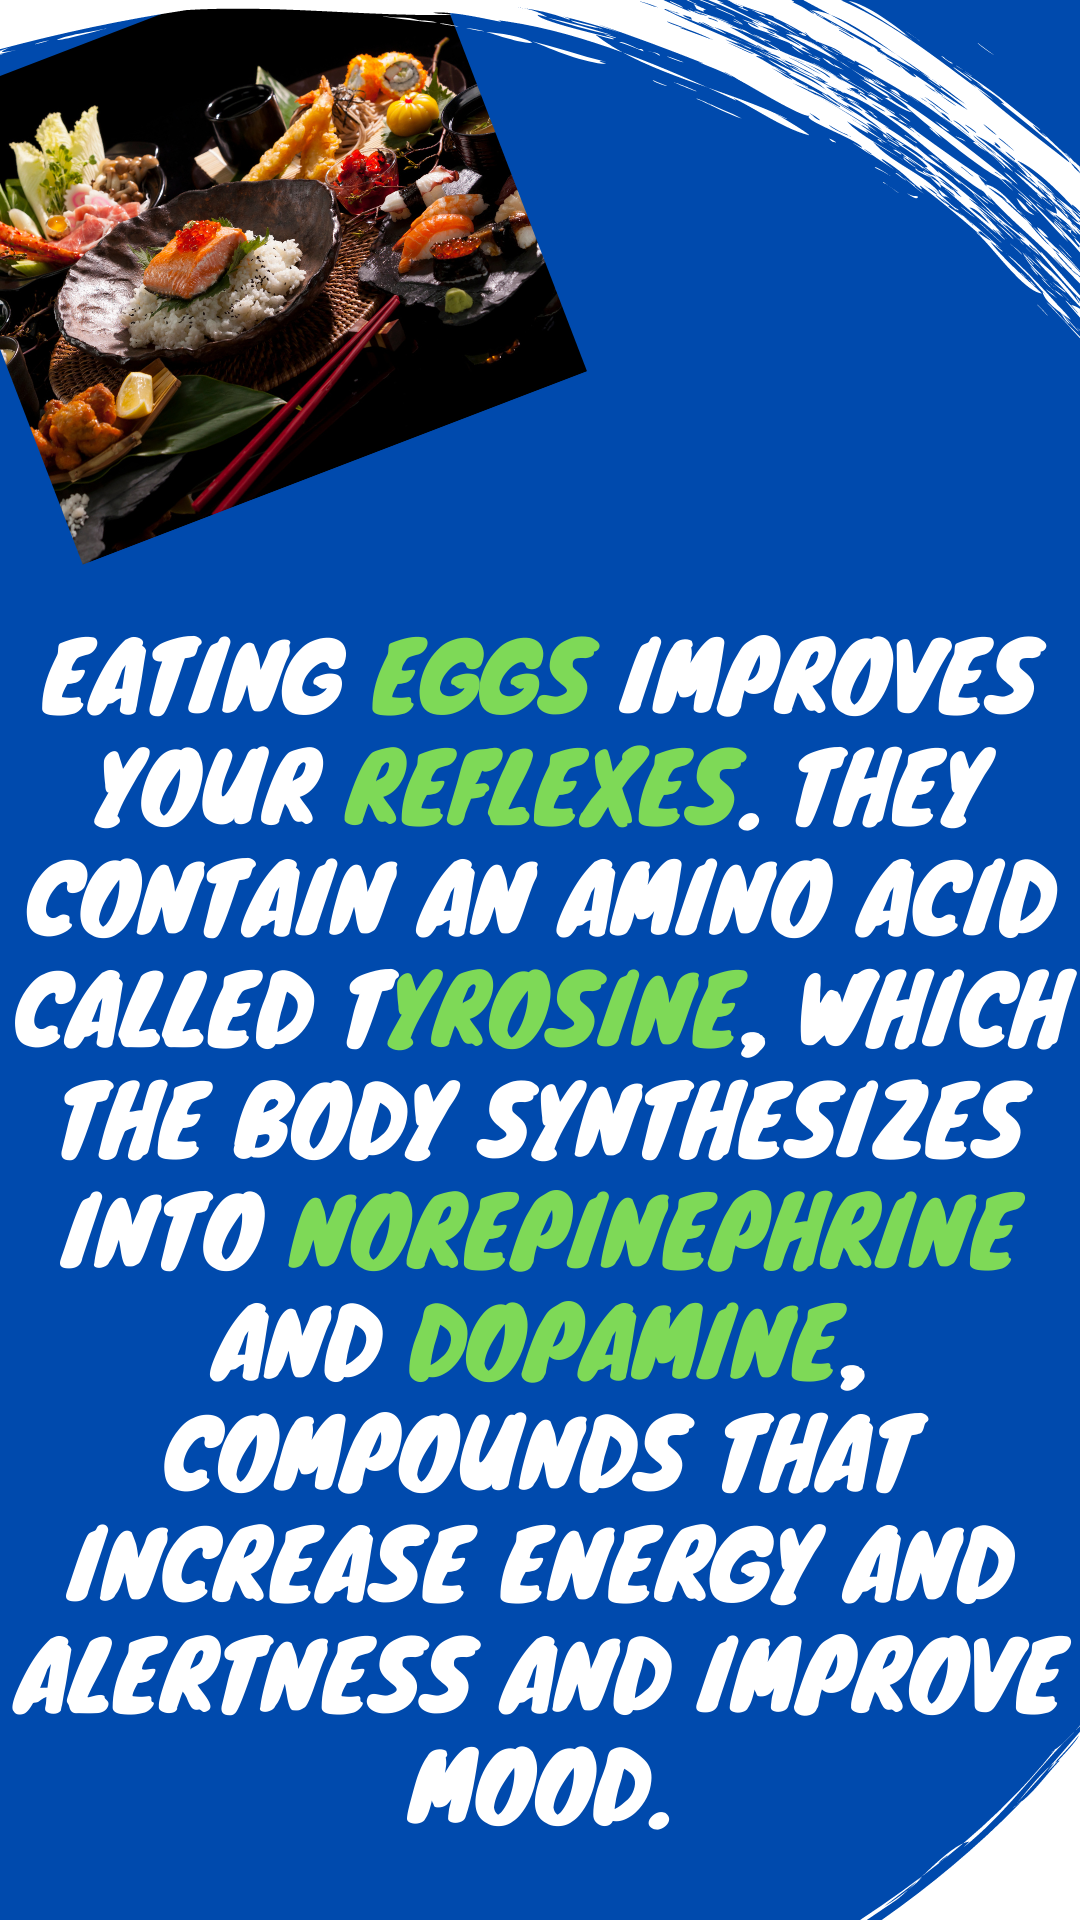 EATING EGGS IMPROVES
YOUR REFLEXES. THEY
CONTAIN AN AMINO ACID
CALLED TYROSINE, WHICH
THE BODY SYNTHESIZES
INTO NOREPINEPHRINE
AND DOPAMINE,
COMPOUNDS THAT
INCREASE ENERGY AND
ALERTNESS AND IMPROVE
MOOD.